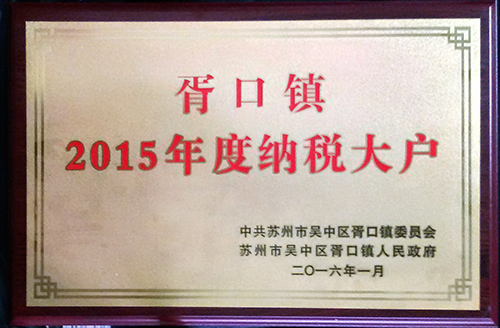 胥口镇
2015年度纳税大户
中共苏州市吴中区胥口镇委员会
苏州市吴中区胥口镇人民政府
二〇一六年一月